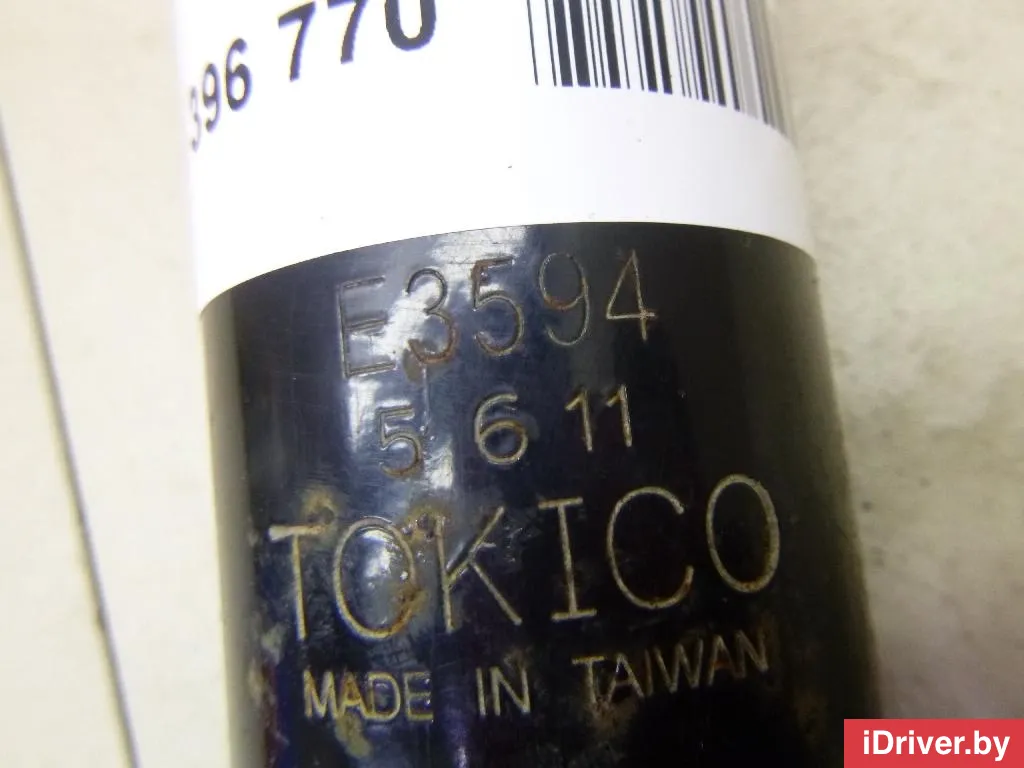 396 770
E3594
5 6 11
TOKICO
MADE IN TAIWAN
iDriver.by